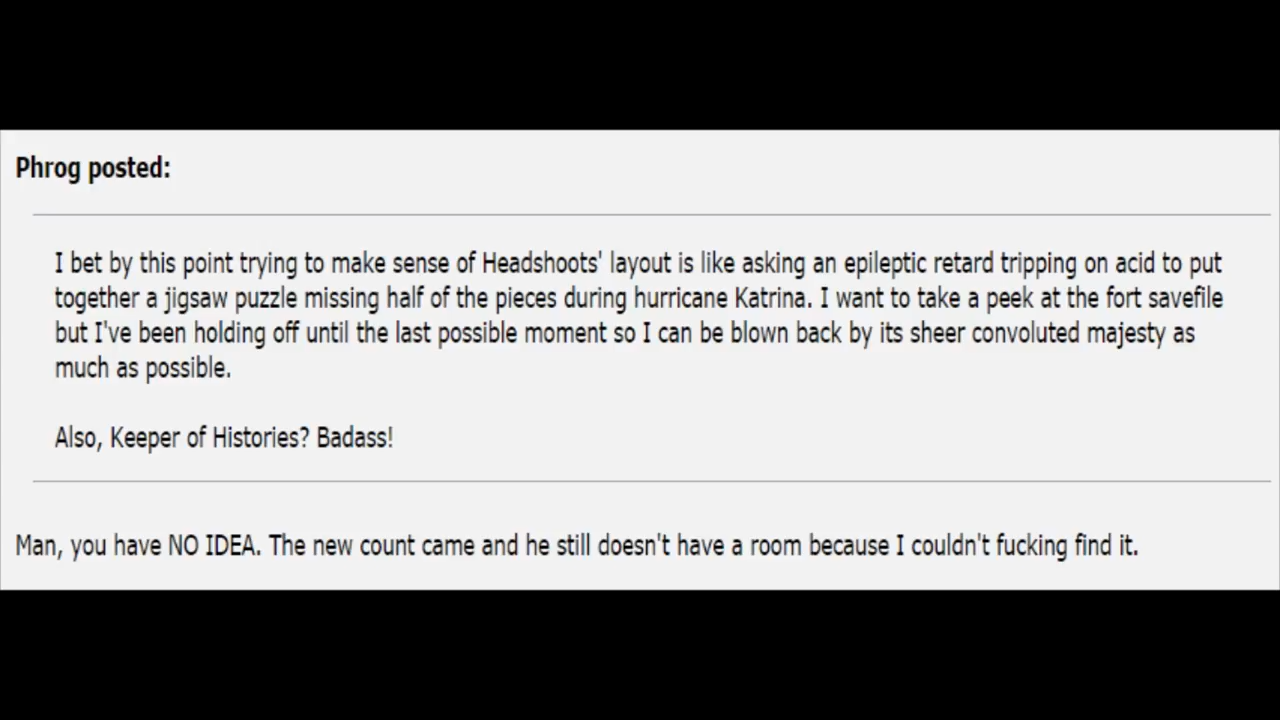 Phrog posted:
I bet by this point trying to make sense of Headshoots' layout is like asking an epileptic retard tripping on acid to put
together a jigsaw puzzle missing half of the pieces during hurricane Katrina. I want to take a peek at the fort savefile
but I've been holding off until the last possible moment so I can be blown back by its sheer convoluted majesty as
much as possible.
Also, Keeper of Histories? Badass!
Man, you have NO IDEA. The new count came and he still doesn't have a room because I couldn't fucking find it.